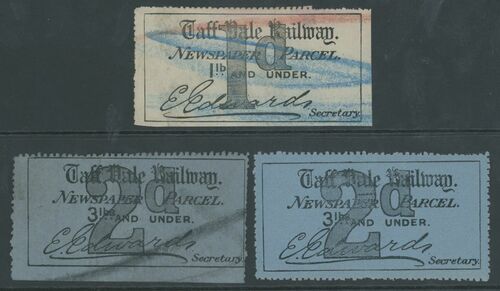 Taff Vale Railway.
1d
NEWSPAPER PARCEL.
1lb. AND UNDER.
E. Edwards
Secretary.
Taff Vale Railway.
2d
NEWSPAPER PARCEL.
3lbs. AND UNDER.
E. Edwards
Secretary.
Taff Vale Railway.
2d
NEWSPAPER PARCEL.
3lbs. AND UNDER.
E. Edwards
Secretary.